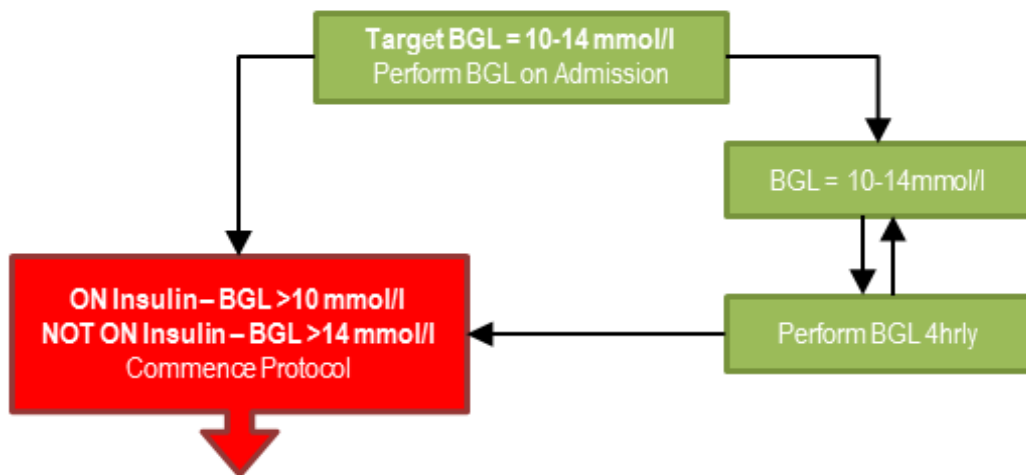 Target BGL = 10-14 mmol/l
Perform BGL on Admission
BGL = 10-14mmol/l
ON Insulin – BGL >10 mmol/l
NOT ON Insulin – BGL >14 mmol/l
Commence Protocol
Perform BGL 4hrly